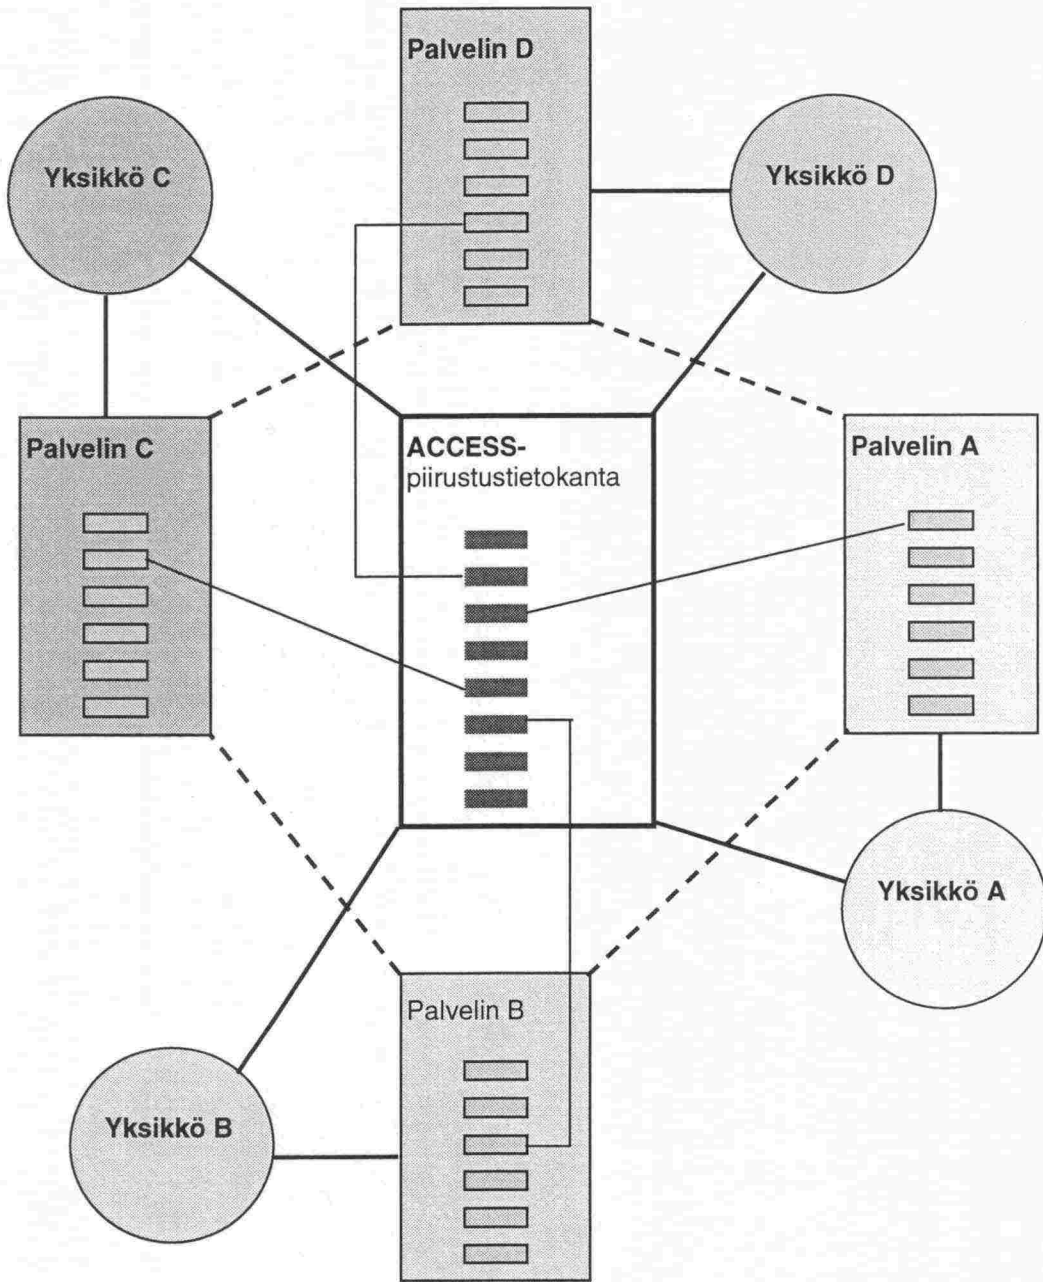 Palvelin D
Yksikkö C
Yksikkö D
Palvelin C
ACCESS-
piirustustietokanta
Palvelin A
Yksikkö A
Palvelin B
Yksikkö B